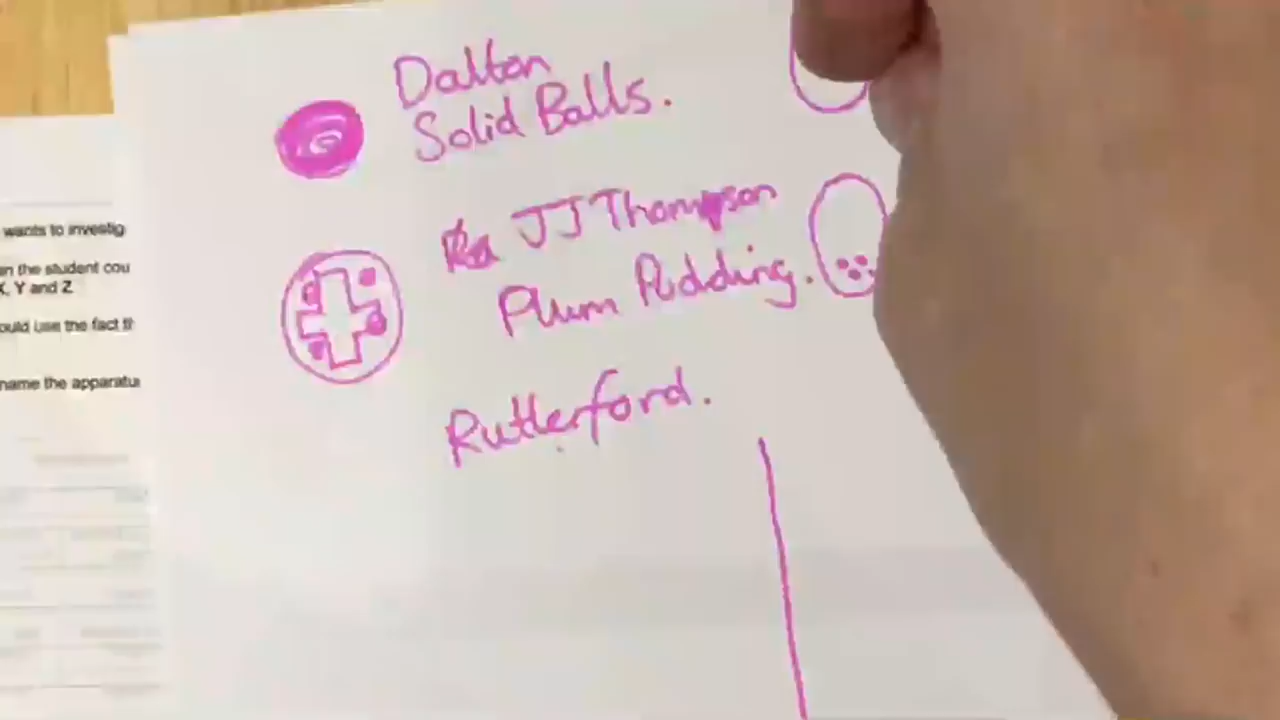 Dalton
Solid Balls.
JJ Thompson
Plum Pudding.
Rutherford.
wants to investig
en the student cou
X, Y and Z
ould use the fact th
name the apparatu